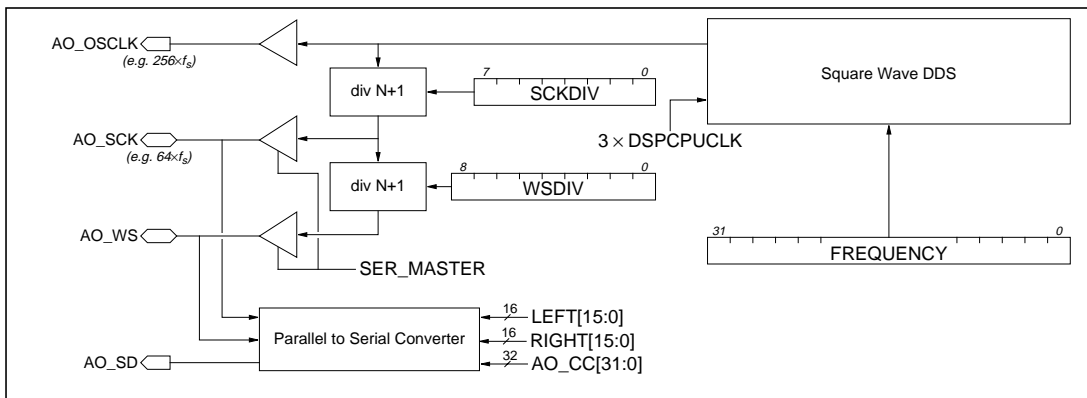 AO_OSCLK
(e.g. 256×fs)
Square Wave DDS
div N+1
7
0
SCKDIV
3 × DSPCPUCLK
AO_SCK
(e.g. 64×fs)
div N+1
8
0
WSDIV
AO_WS
31
0
FREQUENCY
SER_MASTER
Parallel to Serial Converter
16
LEFT[15:0]
16
RIGHT[15:0]
32
AO_CC[31:0]
AO_SD